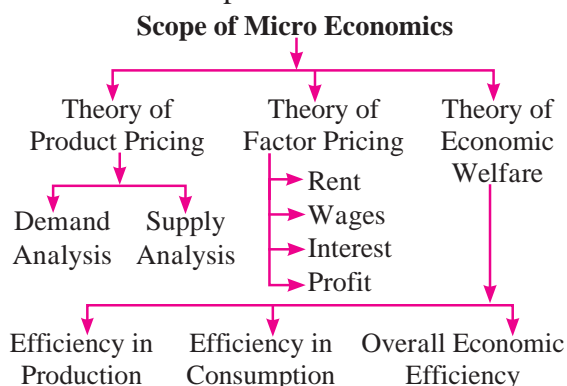 Scope of Micro Economics
Theory of
Product Pricing
Theory of
Factor Pricing
Theory of
Economic
Welfare
Demand
Analysis
Supply
Analysis
Rent
Wages
Interest
Profit
Efficiency in
Production
Efficiency in
Consumption
Overall Economic
Efficiency